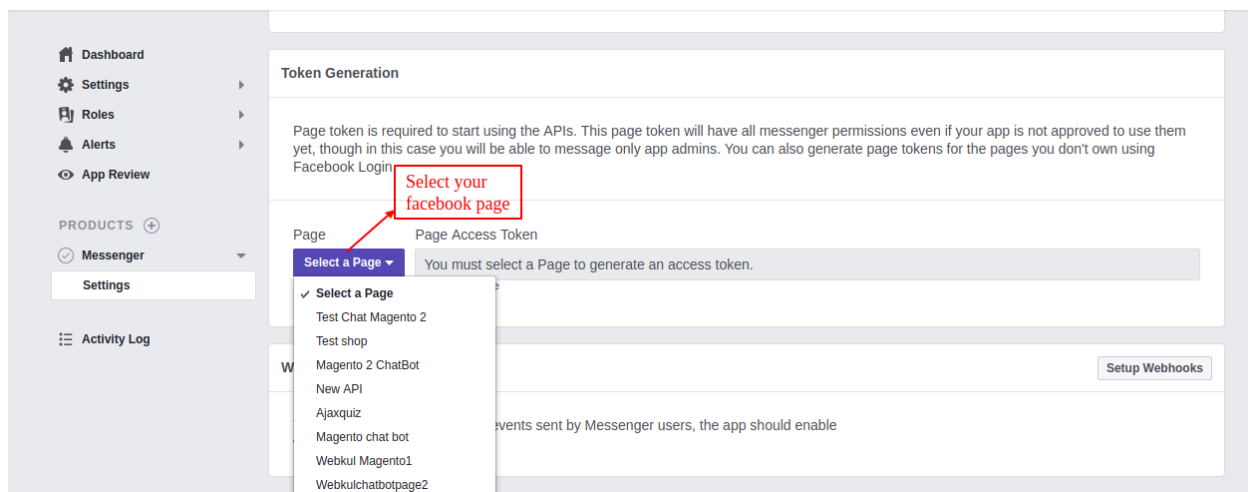 Dashboard
Settings
Roles
Alerts
App Review
PRODUCTS
Messenger
Settings
Activity Log
Token Generation
Page token is required to start using the APIs. This page token will have all messenger permissions even if your app is not approved to use them
yet, though in this case you will be able to message only app admins. You can also generate page tokens for the pages you don't own using
Facebook Login
Select your
facebook page
Page
Page Access Token
Select a Page
You must select a Page to generate an access token.
Select a Page
Test Chat Magento 2
Test shop
Magento 2 ChatBot
New API
Ajaxquiz
Magento chat bot
Webkul Magento1
Webkulchatbotpage2
W
Setup Webhooks
events sent by Messenger users, the app should enable